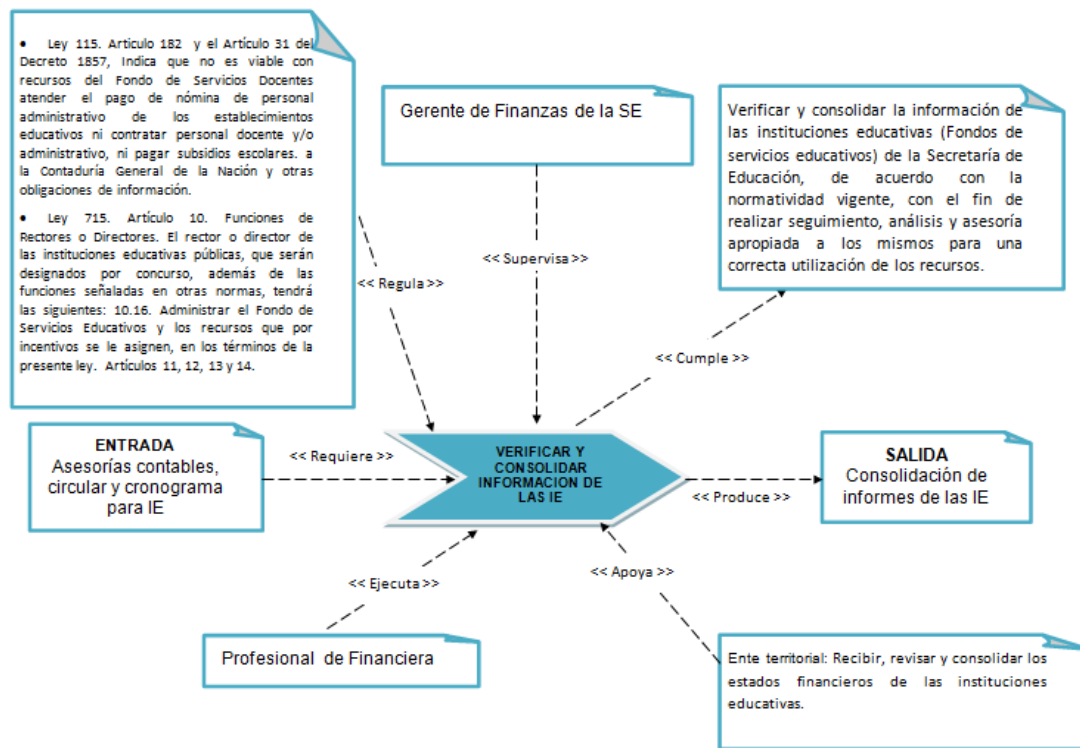 • Ley 115. Articulo 182 y el Artículo 31 del
Decreto 1857, Indica que no es viable con
recursos del Fondo de Servicios Docentes
atender el pago de nómina de personal
administrativo de los establecimientos
educativos ni contratar personal docente y/o
administrativo, ni pagar subsidios escolares. a
la Contaduría General de la Nación y otras
obligaciones de información.
• Ley 715. Artículo 10. Funciones de
Rectores o Directores. El rector o director de
las instituciones educativas públicas, que serán
designados por concurso, además de las
funciones señaladas en otras normas, tendrá
las siguientes: 10.16. Administrar el Fondo de
Servicios Educativos y los recursos que por
incentivos se le asignen, en los términos de la
presente ley. Artículos 11, 12, 13 y 14.
Gerente de Finanzas de la SE
Verificar y consolidar la información de
las instituciones educativas (Fondos de
servicios educativos) de la Secretaría de
Educación, de acuerdo con la
normatividad vigente, con el fin de
realizar seguimiento, análisis y asesoría
apropiada a los mismos para una
correcta utilización de los recursos.
<< Regula >>
<< Supervisa>>
<< Cumple >>
ENTRADA
Asesorías contables,
circular y cronograma
para IE
<< Requiere >>
VERIFICAR Y
CONSOLIDAR
INFORMACION DE
LAS IE
<< Produce >>
SALIDA
Consolidación de
informes de las IE
<< Ejecuta >>
<< Apoya >>
Profesional de Financiera
Ente territorial: Recibir, revisar y consolidar los
estados financieros de las instituciones
educativas.